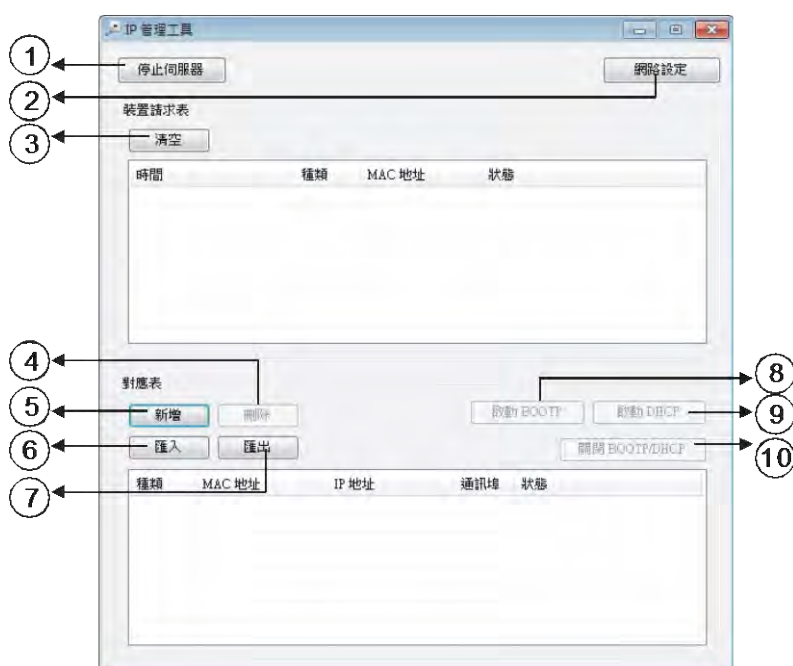 IP 管理工具
① 停止伺服器 網路設定
②
裝置請求表
③ 清空
時間 種類 MAC 地址 狀態
④
對應表 ⑧
⑤ 新增 刪除 啟動 BOOTP 啟動 DHCP ⑨
⑥ 匯入 匯出 關閉 BOOTP/DHCP ⑩
⑦ 種類 MAC 地址 IP 地址 通訊埠 狀態